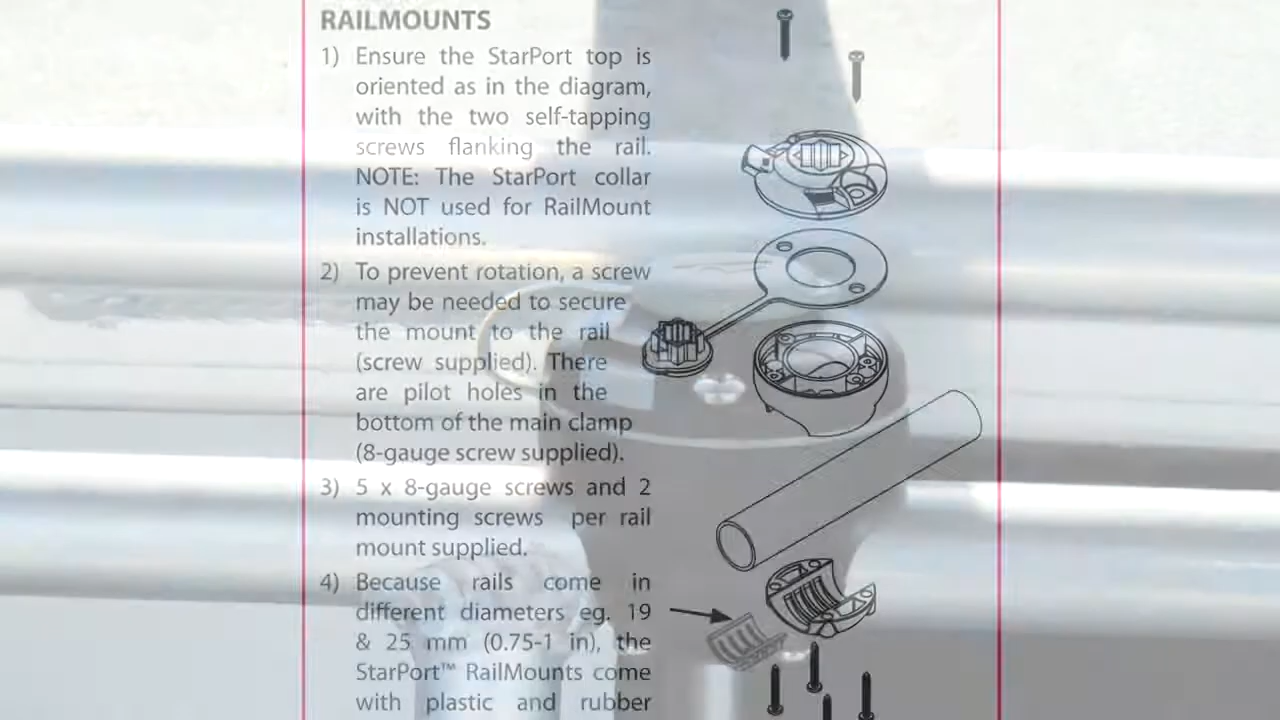 RAILMOUNTS
1) Ensure the StarPort top is
oriented as in the diagram,
with the two self-tapping
screws flanking the rail.
NOTE: The StarPort collar
is NOT used for RailMount
installations.
2) To prevent rotation, a screw
may be needed to secure
the mount to the rail
(screw supplied). There
are pilot holes in the
bottom of the main clamp
(8-gauge screw supplied).
3) 5 x 8-gauge screws and 2
mounting screws per rail
mount supplied.
4) Because rails come in
different diameters eg. 19
& 25 mm (0.75-1 in), the
StarPort™ RailMounts come
with plastic and rubber